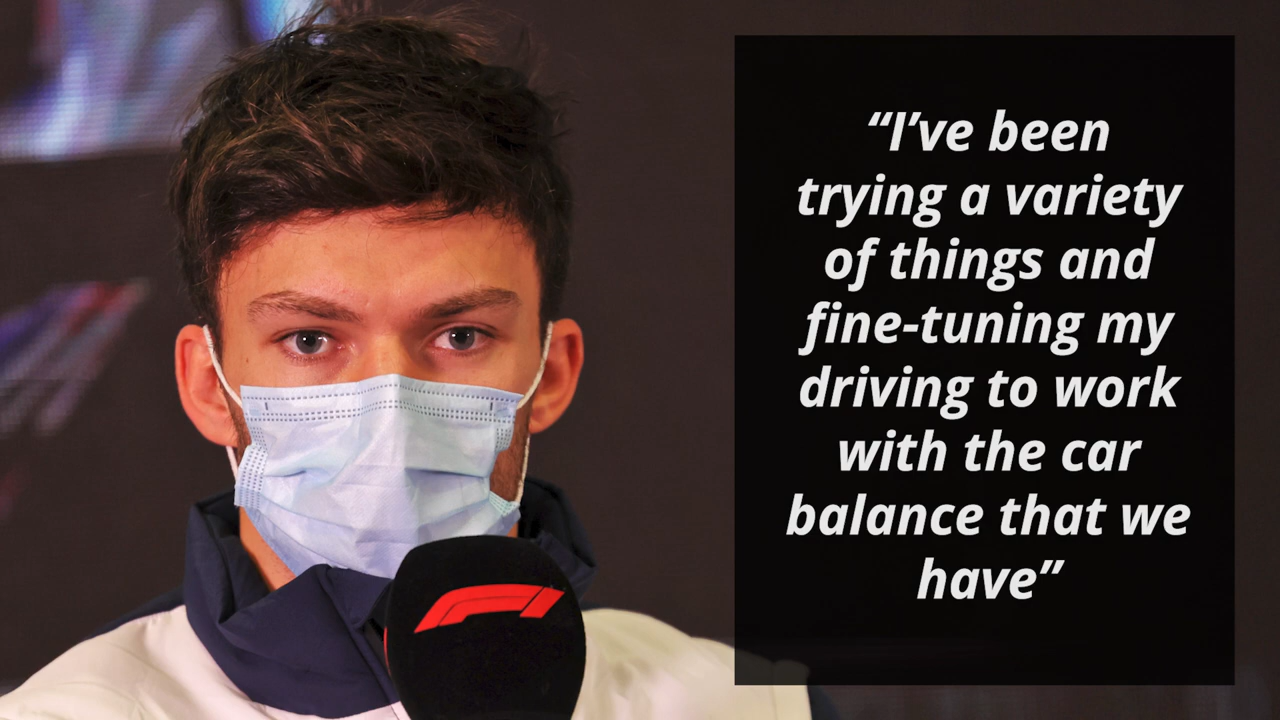 “I’ve been
trying a variety
of things and
fine-tuning my
driving to work
with the car
balance that we
have”
F1